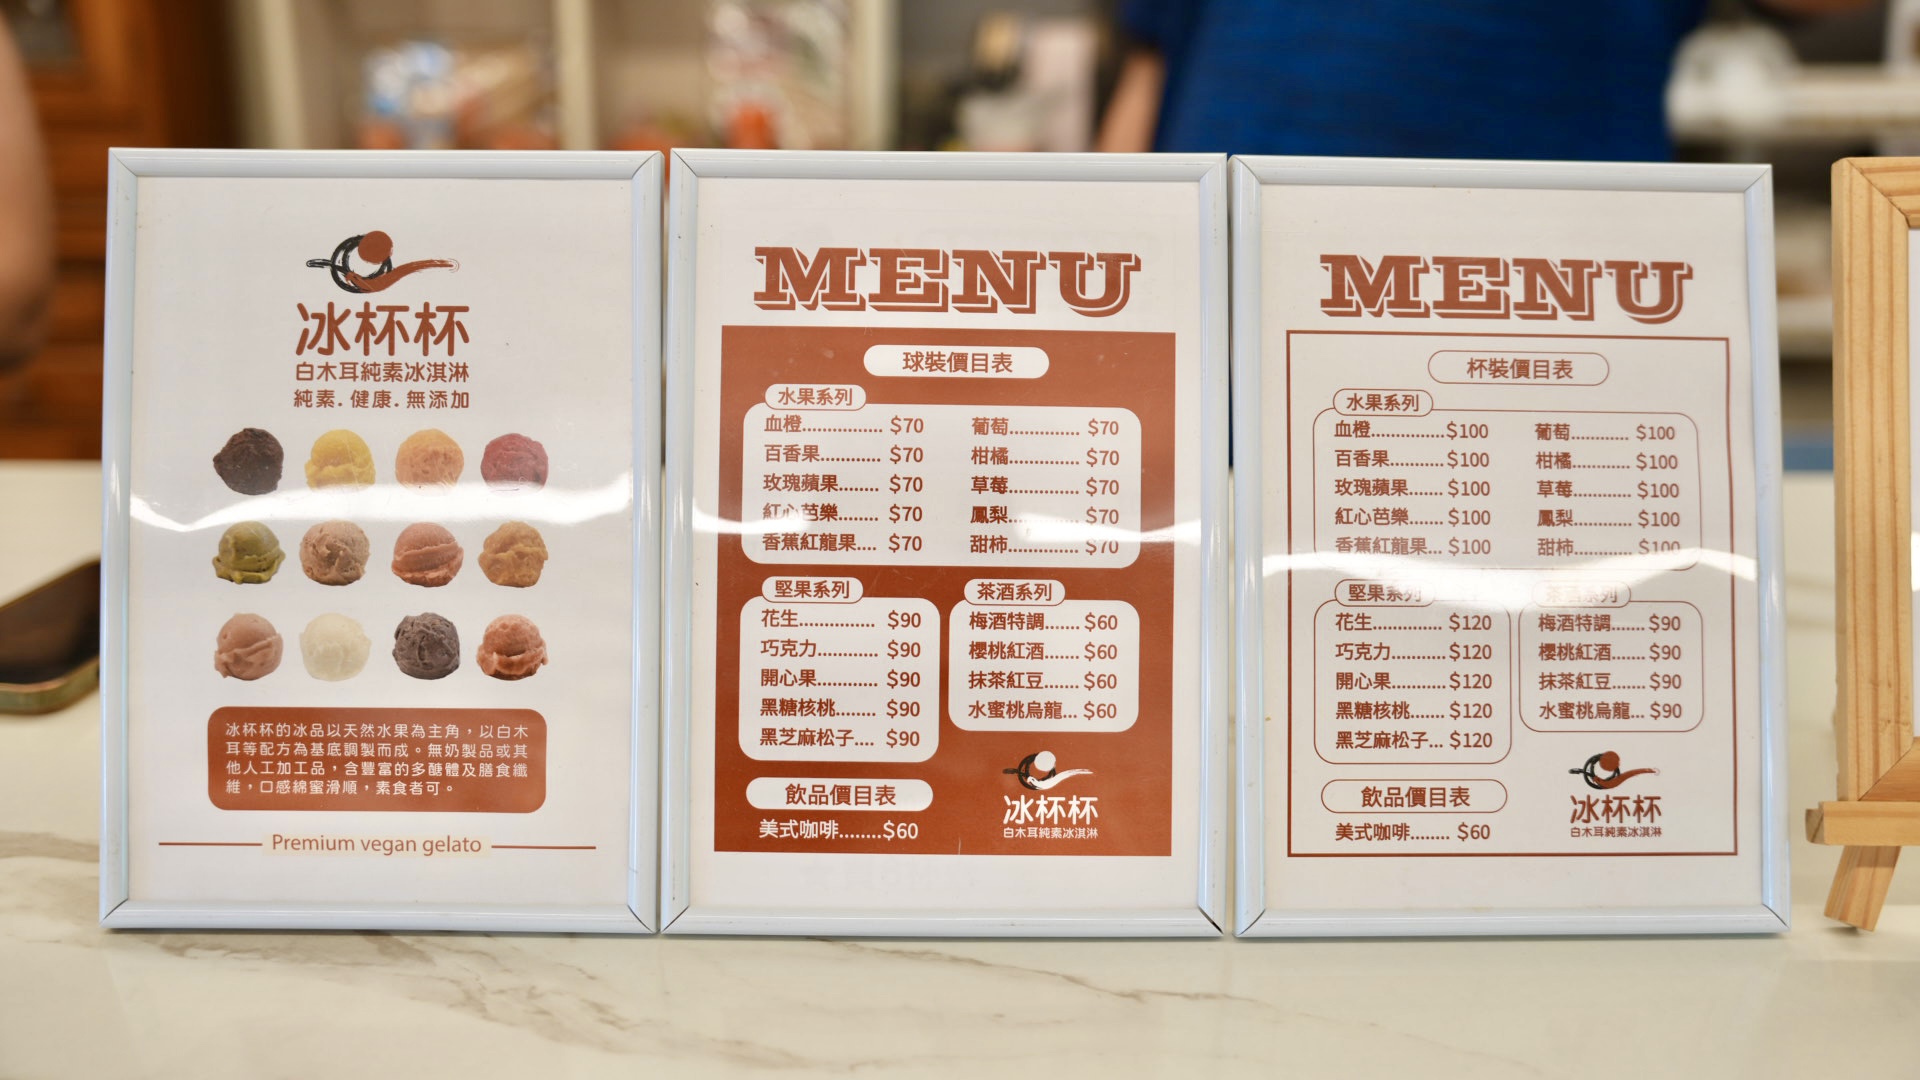 冰杯杯
白木耳純素冰淇淋
純素.健康.無添加
冰杯杯的冰品以天然水果為主角，以白木
耳等配方為基底調製而成。無奶製品或其
他人工加工品，含豐富的多醣體及膳食纖
維，口感綿蜜滑順，素食者可。
Premium vegan gelato
MENU
球裝價目表
水果系列
血橙................ $70 葡萄.............. $70
百香果............ $70 柑橘.............. $70
玫瑰蘋果........ $70 草莓.............. $70
紅心芭樂........ $70 鳳梨.............. $70
香蕉紅龍果.... $70 甜柿.............. $70
堅果系列
花生............... $90
巧克力............ $90
開心果............ $90
黑糖核桃........ $90
黑芝麻松子.... $90
茶酒系列
梅酒特調....... $60
櫻桃紅酒....... $60
抹茶紅豆....... $60
水蜜桃烏龍... $60
飲品價目表
美式咖啡........$60
冰杯杯
白木耳純素冰淇淋
MENU
杯裝價目表
水果系列
血橙...............$100 葡萄............ $100
百香果...........$100 柑橘............ $100
玫瑰蘋果....... $100 草莓............ $100
紅心芭樂....... $100 鳳梨............ $100
香蕉紅龍果... $100 甜柿............ $100
堅果系列
花生............... $120
巧克力...........$120
開心果...........$120
黑糖核桃.......$120
黑芝麻松子... $120
茶酒系列
梅酒特調....... $90
櫻桃紅酒....... $90
抹茶紅豆....... $90
水蜜桃烏龍... $90
飲品價目表
美式咖啡........ $60
冰杯杯
白木耳純素冰淇淋